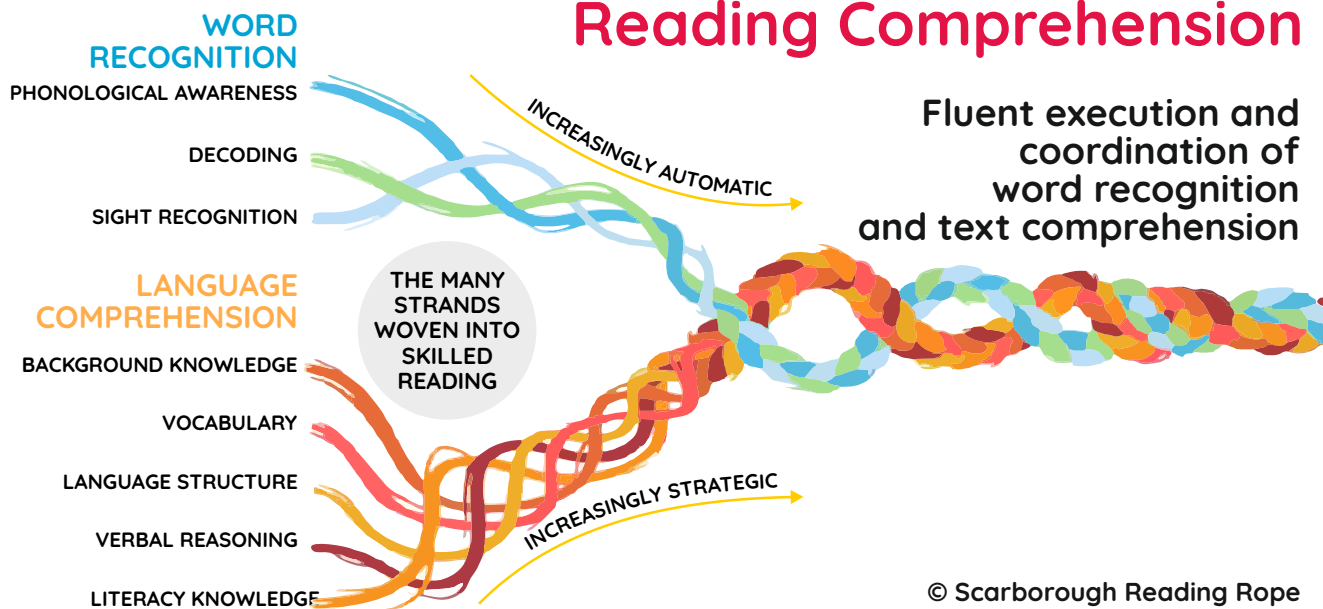 Reading Comprehension
WORD
RECOGNITION
PHONOLOGICAL AWARENESS
DECODING
SIGHT RECOGNITION
INCREASINGLY AUTOMATIC
Fluent execution and
coordination of
word recognition
and text comprehension
THE MANY
STRANDS
WOVEN INTO
SKILLED
READING
LANGUAGE
COMPREHENSION
BACKGROUND KNOWLEDGE
VOCABULARY
LANGUAGE STRUCTURE
VERBAL REASONING
LITERACY KNOWLEDGE
INCREASINGLY STRATEGIC
© Scarborough Reading Rope